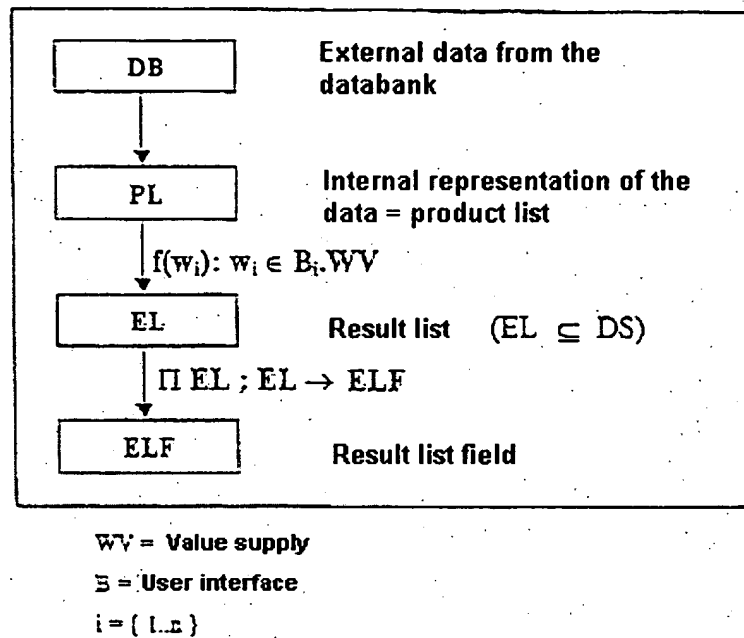 DB
External data from the
databank
PL
Internal representation of the
data = product list
f(wᵢ): wᵢ ∈ Bᵢ.WV
EL
Result list (EL ⊆ DS)
Π EL ; EL → ELF
ELF
Result list field
WV = Value supply
B = User interface
i = { 1..n }